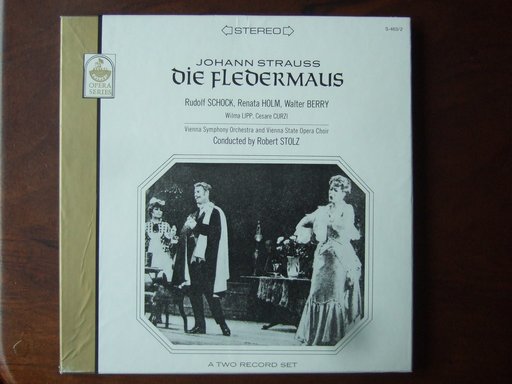 STEREO
S-463/2
JOHANN STRAUSS
DIE FLEDERMAUS
Rudolf SCHOCK, Renata HOLM, Walter BERRY
Wilma LIPP, Cesare CURZI
Vienna Symphony Orchestra and Vienna State Opera Choir
Conducted by Robert STOLZ
OPERA
SERIES
A TWO RECORD SET